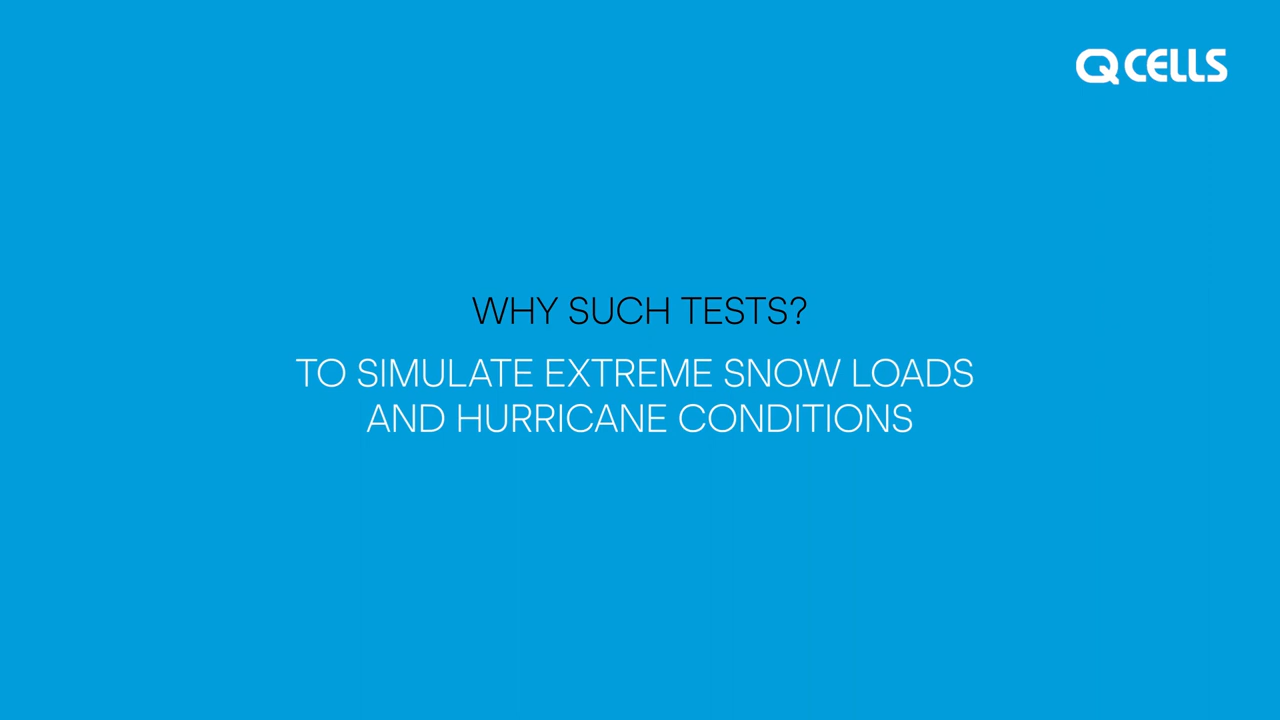 Q CELLS
WHY SUCH TESTS?
TO SIMULATE EXTREME SNOW LOADS
AND HURRICANE CONDITIONS